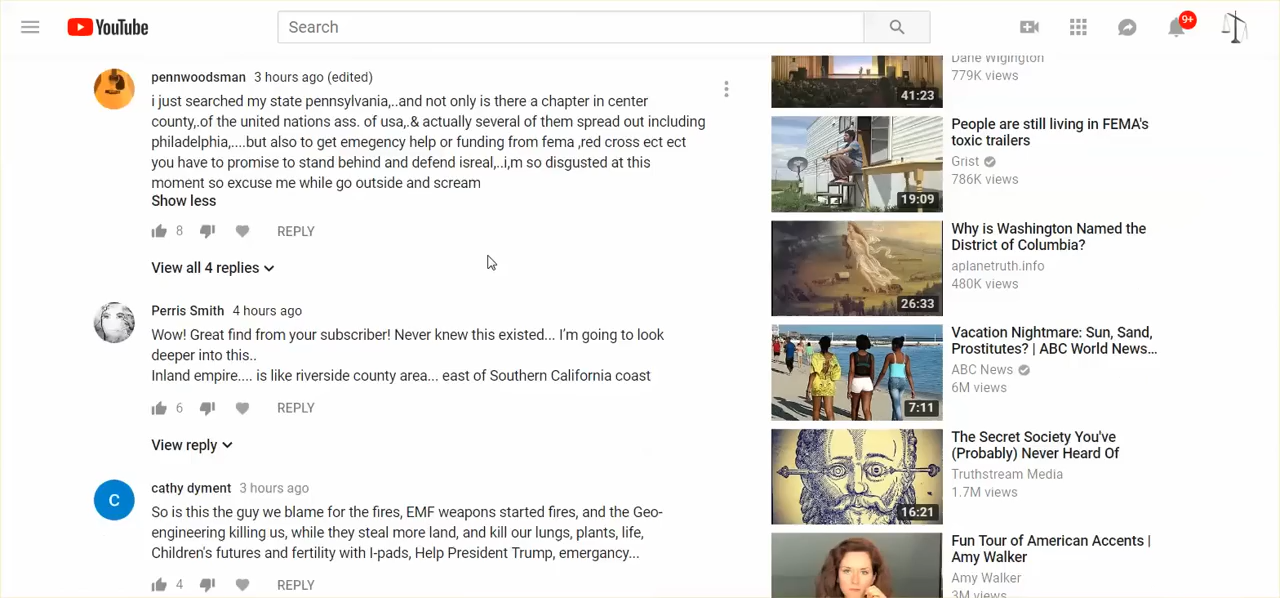 YouTube
Search
9+
pennwoodsman 3 hours ago (edited)
i just searched my state pennsylvania,..and not only is there a chapter in center
county,.of the united nations ass. of usa,.& actually several of them spread out including
philadelphia,....but also to get emegency help or funding from fema ,red cross ect ect
you have to promise to stand behind and defend isreal,..i,m so disgusted at this
moment so excuse me while go outside and scream
Show less
8 REPLY
View all 4 replies
Perris Smith 4 hours ago
Wow! Great find from your subscriber! Never knew this existed... I'm going to look
deeper into this..
Inland empire.... is like riverside county area... east of Southern California coast
6 REPLY
View reply
C
cathy dyment 3 hours ago
So is this the guy we blame for the fires, EMF weapons started fires, and the Geo-
engineering killing us, while they steal more land, and kill our lungs, plants, life,
Children's futures and fertility with I-pads, Help President Trump, emergancy...
4 REPLY
41:23
Dane Wigington
779K views
19:09
People are still living in FEMA's
toxic trailers
Grist
786K views
26:33
Why is Washington Named the
District of Columbia?
aplanetruth.info
480K views
7:11
Vacation Nightmare: Sun, Sand,
Prostitutes? | ABC World News...
ABC News
6M views
16:21
The Secret Society You've
(Probably) Never Heard Of
Truthstream Media
1.7M views
Fun Tour of American Accents |
Amy Walker
Amy Walker
3M views